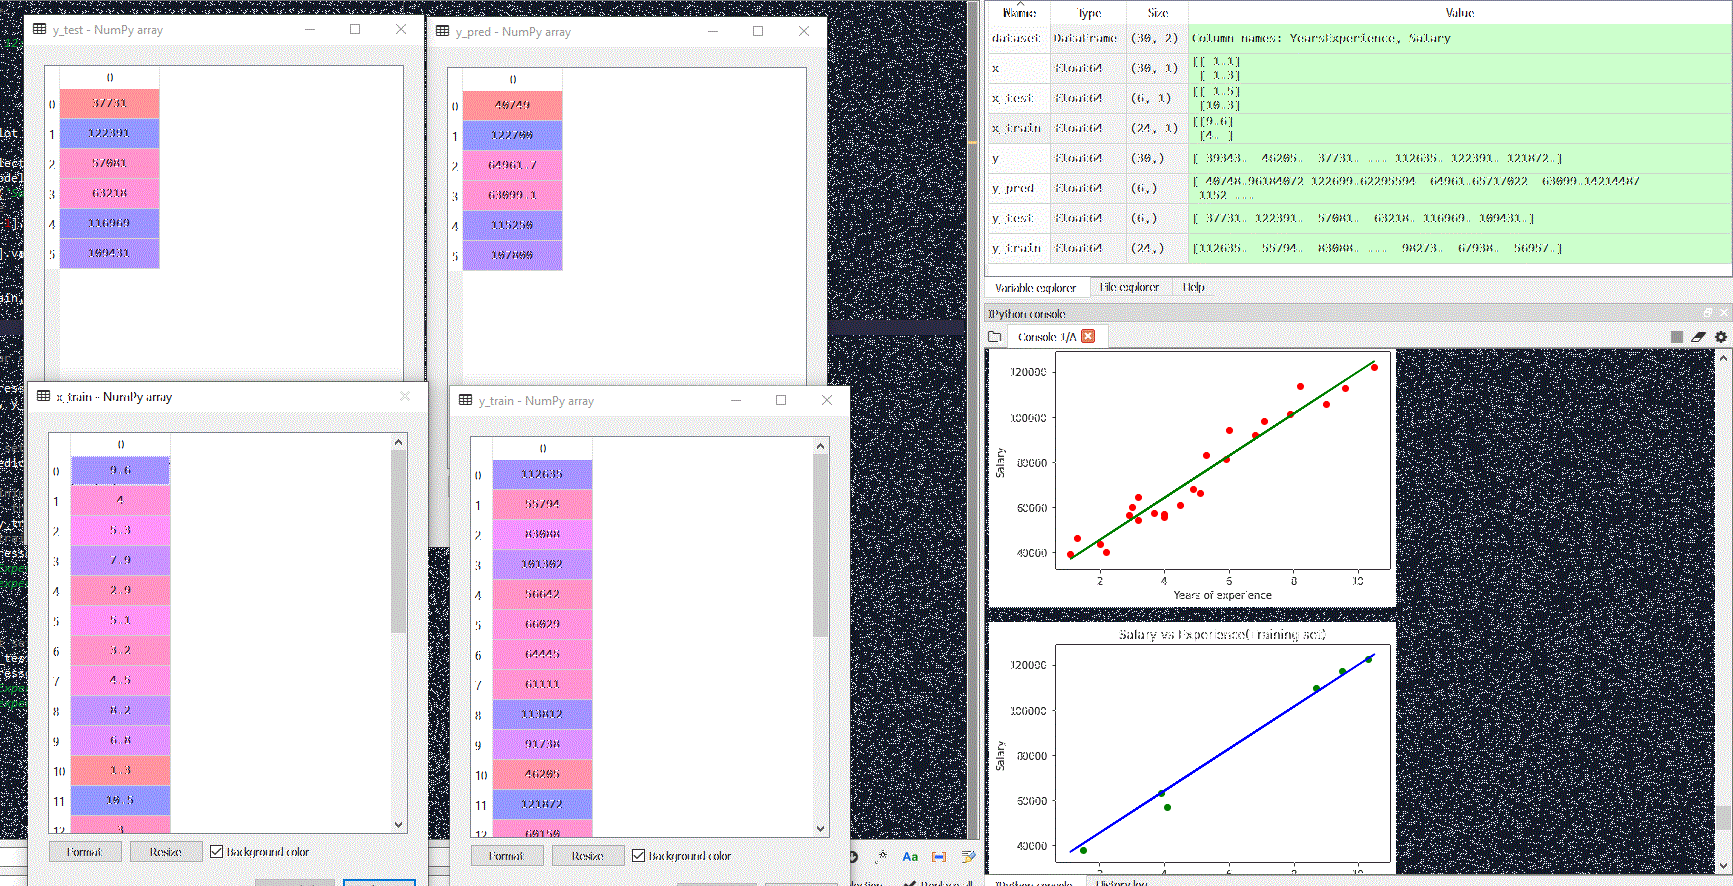 y_test - NumPy array
0
0 37731
1 122391
2 57081
3 63218
4 116969
5 109431
y_pred - NumPy array
0
0 40749
1 122700
2 64961.7
3 63099.1
4 115250
5 107800
x_train - NumPy array
0
0 9.6
1 4
2 5.3
3 7.9
4 2.9
5 5.1
6 3.2
7 4.5
8 8.2
9 6.8
10 1.3
11 10.5
12 3
Format Resize Background color
y_train - NumPy array
0
0 112635
1 55794
2 83088
3 101302
4 56642
5 66029
6 64445
7 61111
8 113812
9 91738
10 46205
11 121872
12 60150
Format Resize Background color
Aa
Name Type Size Value
dataset DataFrame (30, 2) Column names: YearsExperience, Salary
x float64 (30, 1) [[ 1.1]
[ 1.3]
x_test float64 (6, 1) [[ 1.5]
[10.3]
x_train float64 (24, 1) [[9.6]
[4. ]
y float64 (30,) [ 39343. 46205. 37731. ...... 112635. 122391. 121872.]
y_pred float64 (6,) [ 40748.96184072 122699.62295594 64961.65717022 63099.14214487
1152 ......
y_test float64 (6,) [ 37731. 122391. 57081. 63218. 116969. 109431.]
y_train float64 (24,) [112635. 55794. 83088. ...... 98273. 67938. 56957.]
Variable explorer File explorer Help
IPython console
Console 1/A
120000
100000
80000
60000
40000
Salary
2 4 6 8 10
Years of experience
Salary vs Experience(Training set)
120000
100000
80000
60000
40000
Salary
2 4 6 8 10
IPython console History log